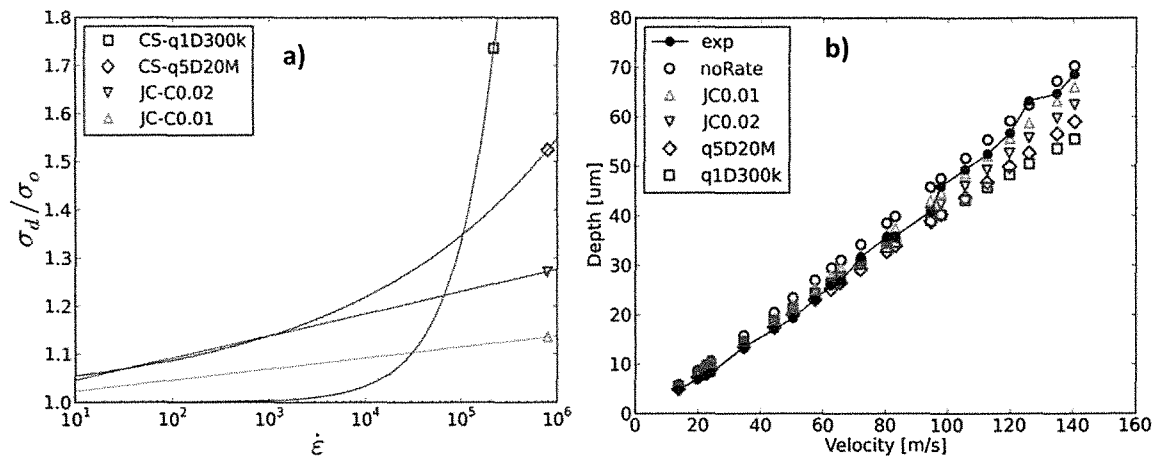 1.8
1.7
1.6
1.5
1.4
1.3
1.2
1.1
1.0
σ_d/σ_o
CS-q1D300k
CS-q5D20M
JC-C0.02
JC-C0.01
a)
10^1
10^2
10^3
10^4
10^5
10^6
ε̇
80
70
60
50
40
30
20
10
0
Depth [um]
exp
noRate
JC0.01
JC0.02
q5D20M
q1D300k
b)
0
20
40
60
80
100
120
140
160
Velocity [m/s]